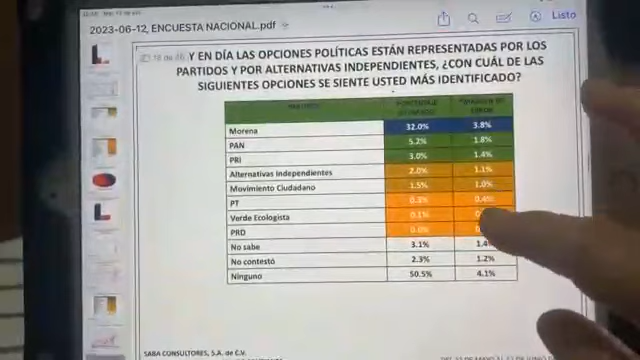 2023-06-12, ENCUESTA NACIONAL.pdf
Listo
Y EN DÍA LAS OPCIONES POLÍTICAS ESTÁN REPRESENTADAS POR LOS
PARTIDOS Y POR ALTERNATIVAS INDEPENDIENTES, ¿CON CUÁL DE LAS
SIGUIENTES OPCIONES SE SIENTE USTED MÁS IDENTIFICADO?
Morena 32.0% 3.8%
PAN 5.2% 1.8%
PRI 3.0% 1.4%
Alternativas Independientes 2.0% 1.1%
Movimiento Ciudadano 1.5% 1.0%
PT 0.3% 0.4%
Verde Ecologista 0.1%
PRD 0.0%
No sabe 3.1% 1.4
No contestó 2.3% 1.2%
Ninguno 50.5% 4.1%
SABA CONSULTORES, S.A. de C.V.